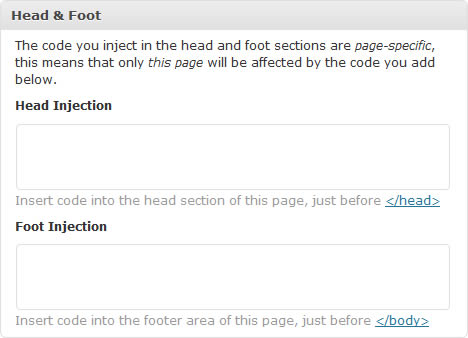 Head & Foot
The code you inject in the head and foot sections are page-specific,
this means that only this page will be affected by the code you add
below.
Head Injection
Insert code into the head section of this page, just before </head>
Foot Injection
Insert code into the footer area of this page, just before </body>